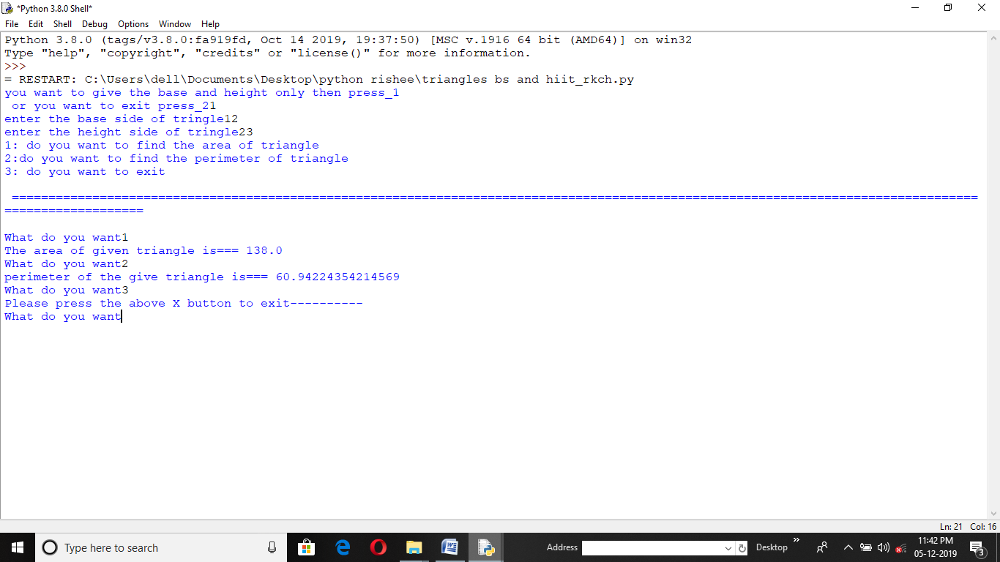 *Python 3.8.0 Shell*
File Edit Shell Debug Options Window Help
Python 3.8.0 (tags/v3.8.0:fa919fd, Oct 14 2019, 19:37:50) [MSC v.1916 64 bit (AMD64)] on win32
Type "help", "copyright", "credits" or "license()" for more information.
>>>
= RESTART: C:\Users\dell\Documents\Desktop\python rishee\triangles bs and hiit_rkch.py
you want to give the base and height only then press_1
 or you want to exit press_21
enter the base side of tringle12
enter the height side of tringle23
1: do you want to find the area of triangle
2:do you want to find the perimeter of triangle
3: do you want to exit
 ====================================================================================================================================
===================
What do you want1
The area of given triangle is=== 138.0
What do you want2
perimeter of the give triangle is=== 60.94224354214569
What do you want3
Please press the above X button to exit----------
What do you want
Ln: 21 Col: 16
Type here to search
Address
Desktop
11:42 PM
05-12-2019
3